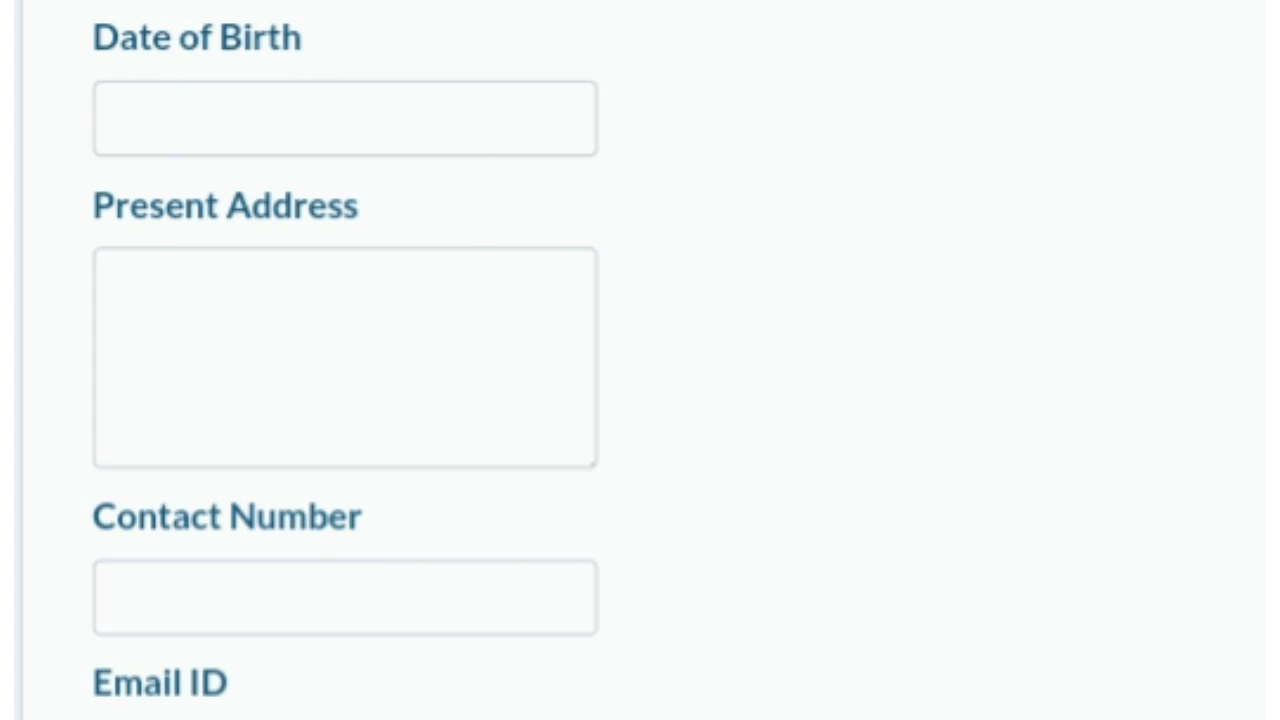 Date of Birth
Present Address
Contact Number
Email ID